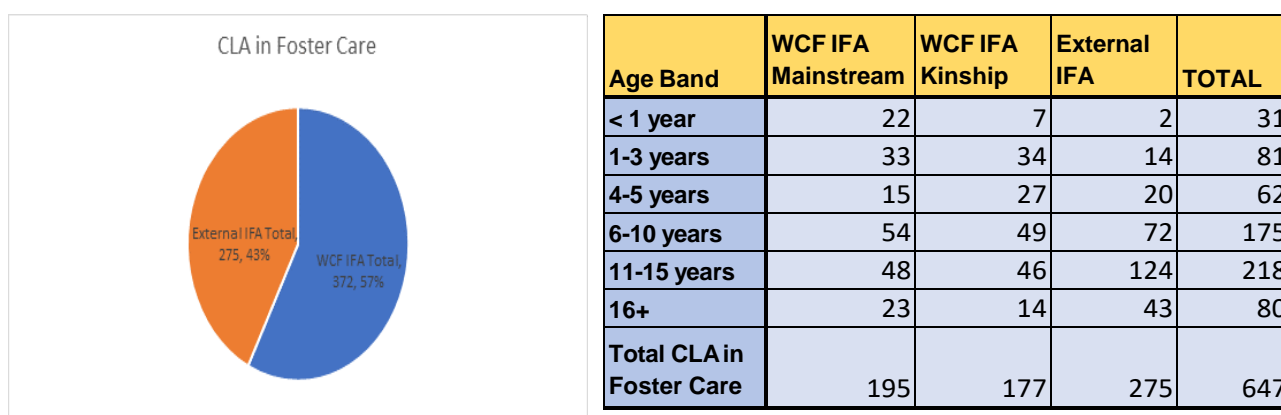 CLA in Foster Care
External IFA Total,
275, 43%
WCF IFA Total,
372, 57%
Age Band WCF IFA Mainstream WCF IFA Kinship External IFA TOTAL
< 1 year 22 7 2 31
1-3 years 33 34 14 81
4-5 years 15 27 20 62
6-10 years 54 49 72 175
11-15 years 48 46 124 218
16+ 23 14 43 80
Total CLA in
Foster Care 195 177 275 647